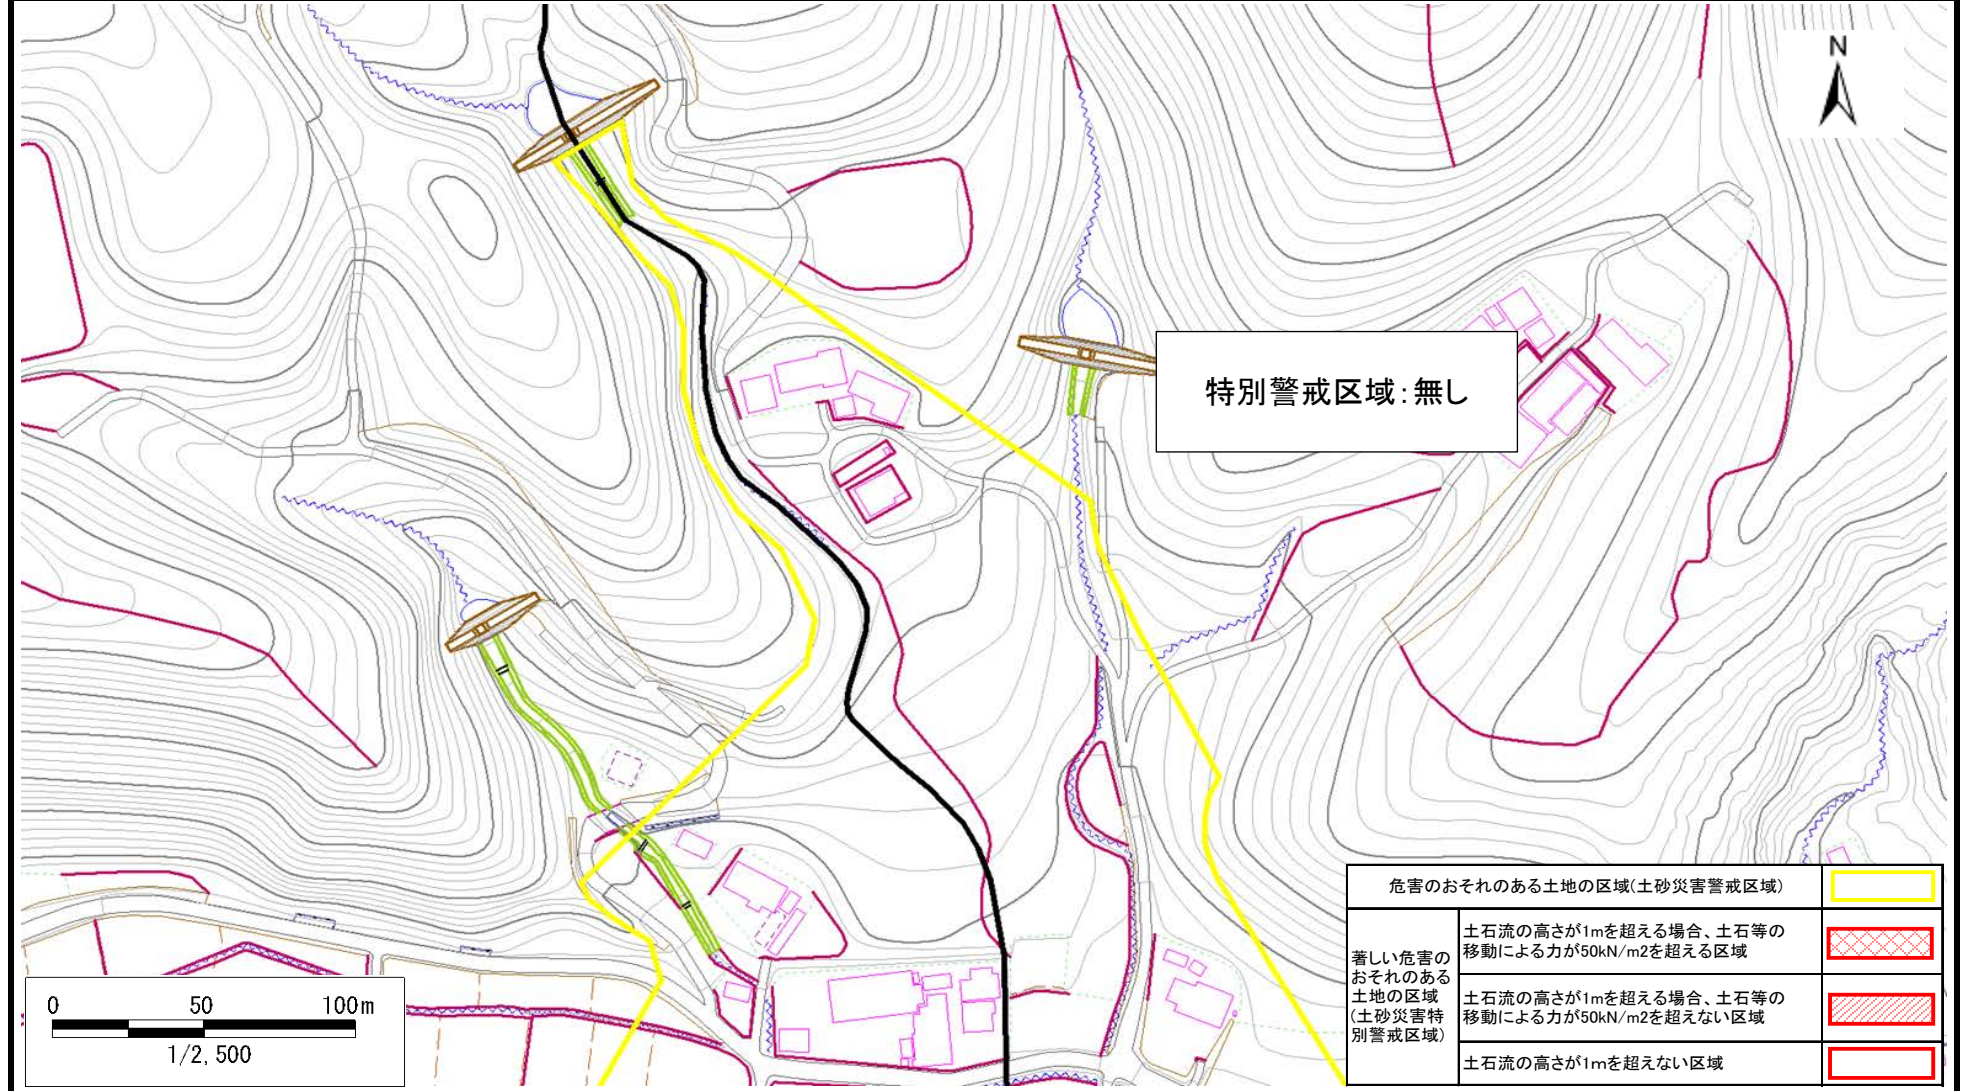 N
特別警戒区域：無し
危害のおそれのある土地の区域(土砂災害警戒区域)
著しい危害の
おそれのある
土地の区域
(土砂災害特
別警戒区域)
土石流の高さが1mを超える場合、土石等の
移動による力が50kN/m2を超える区域
土石流の高さが1mを超える場合、土石等の
移動による力が50kN/m2を超えない区域
土石流の高さが1mを超えない区域
0 50 100m
1/2,500